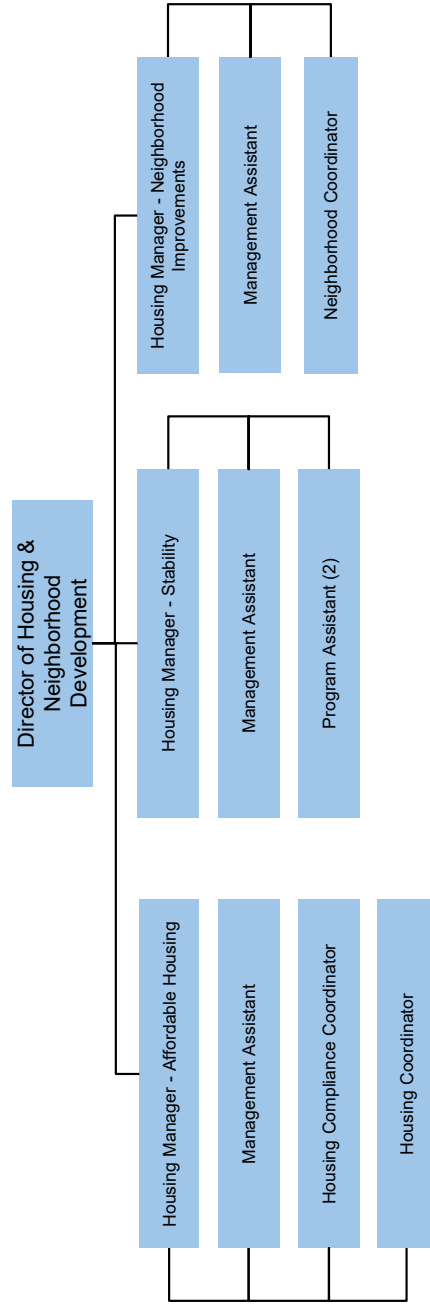 Director of Housing &
Neighborhood
Development
Housing Manager - Affordable Housing
Management Assistant
Housing Compliance Coordinator
Housing Coordinator
Housing Manager - Stability
Management Assistant
Program Assistant (2)
Housing Manager - Neighborhood
Improvements
Management Assistant
Neighborhood Coordinator